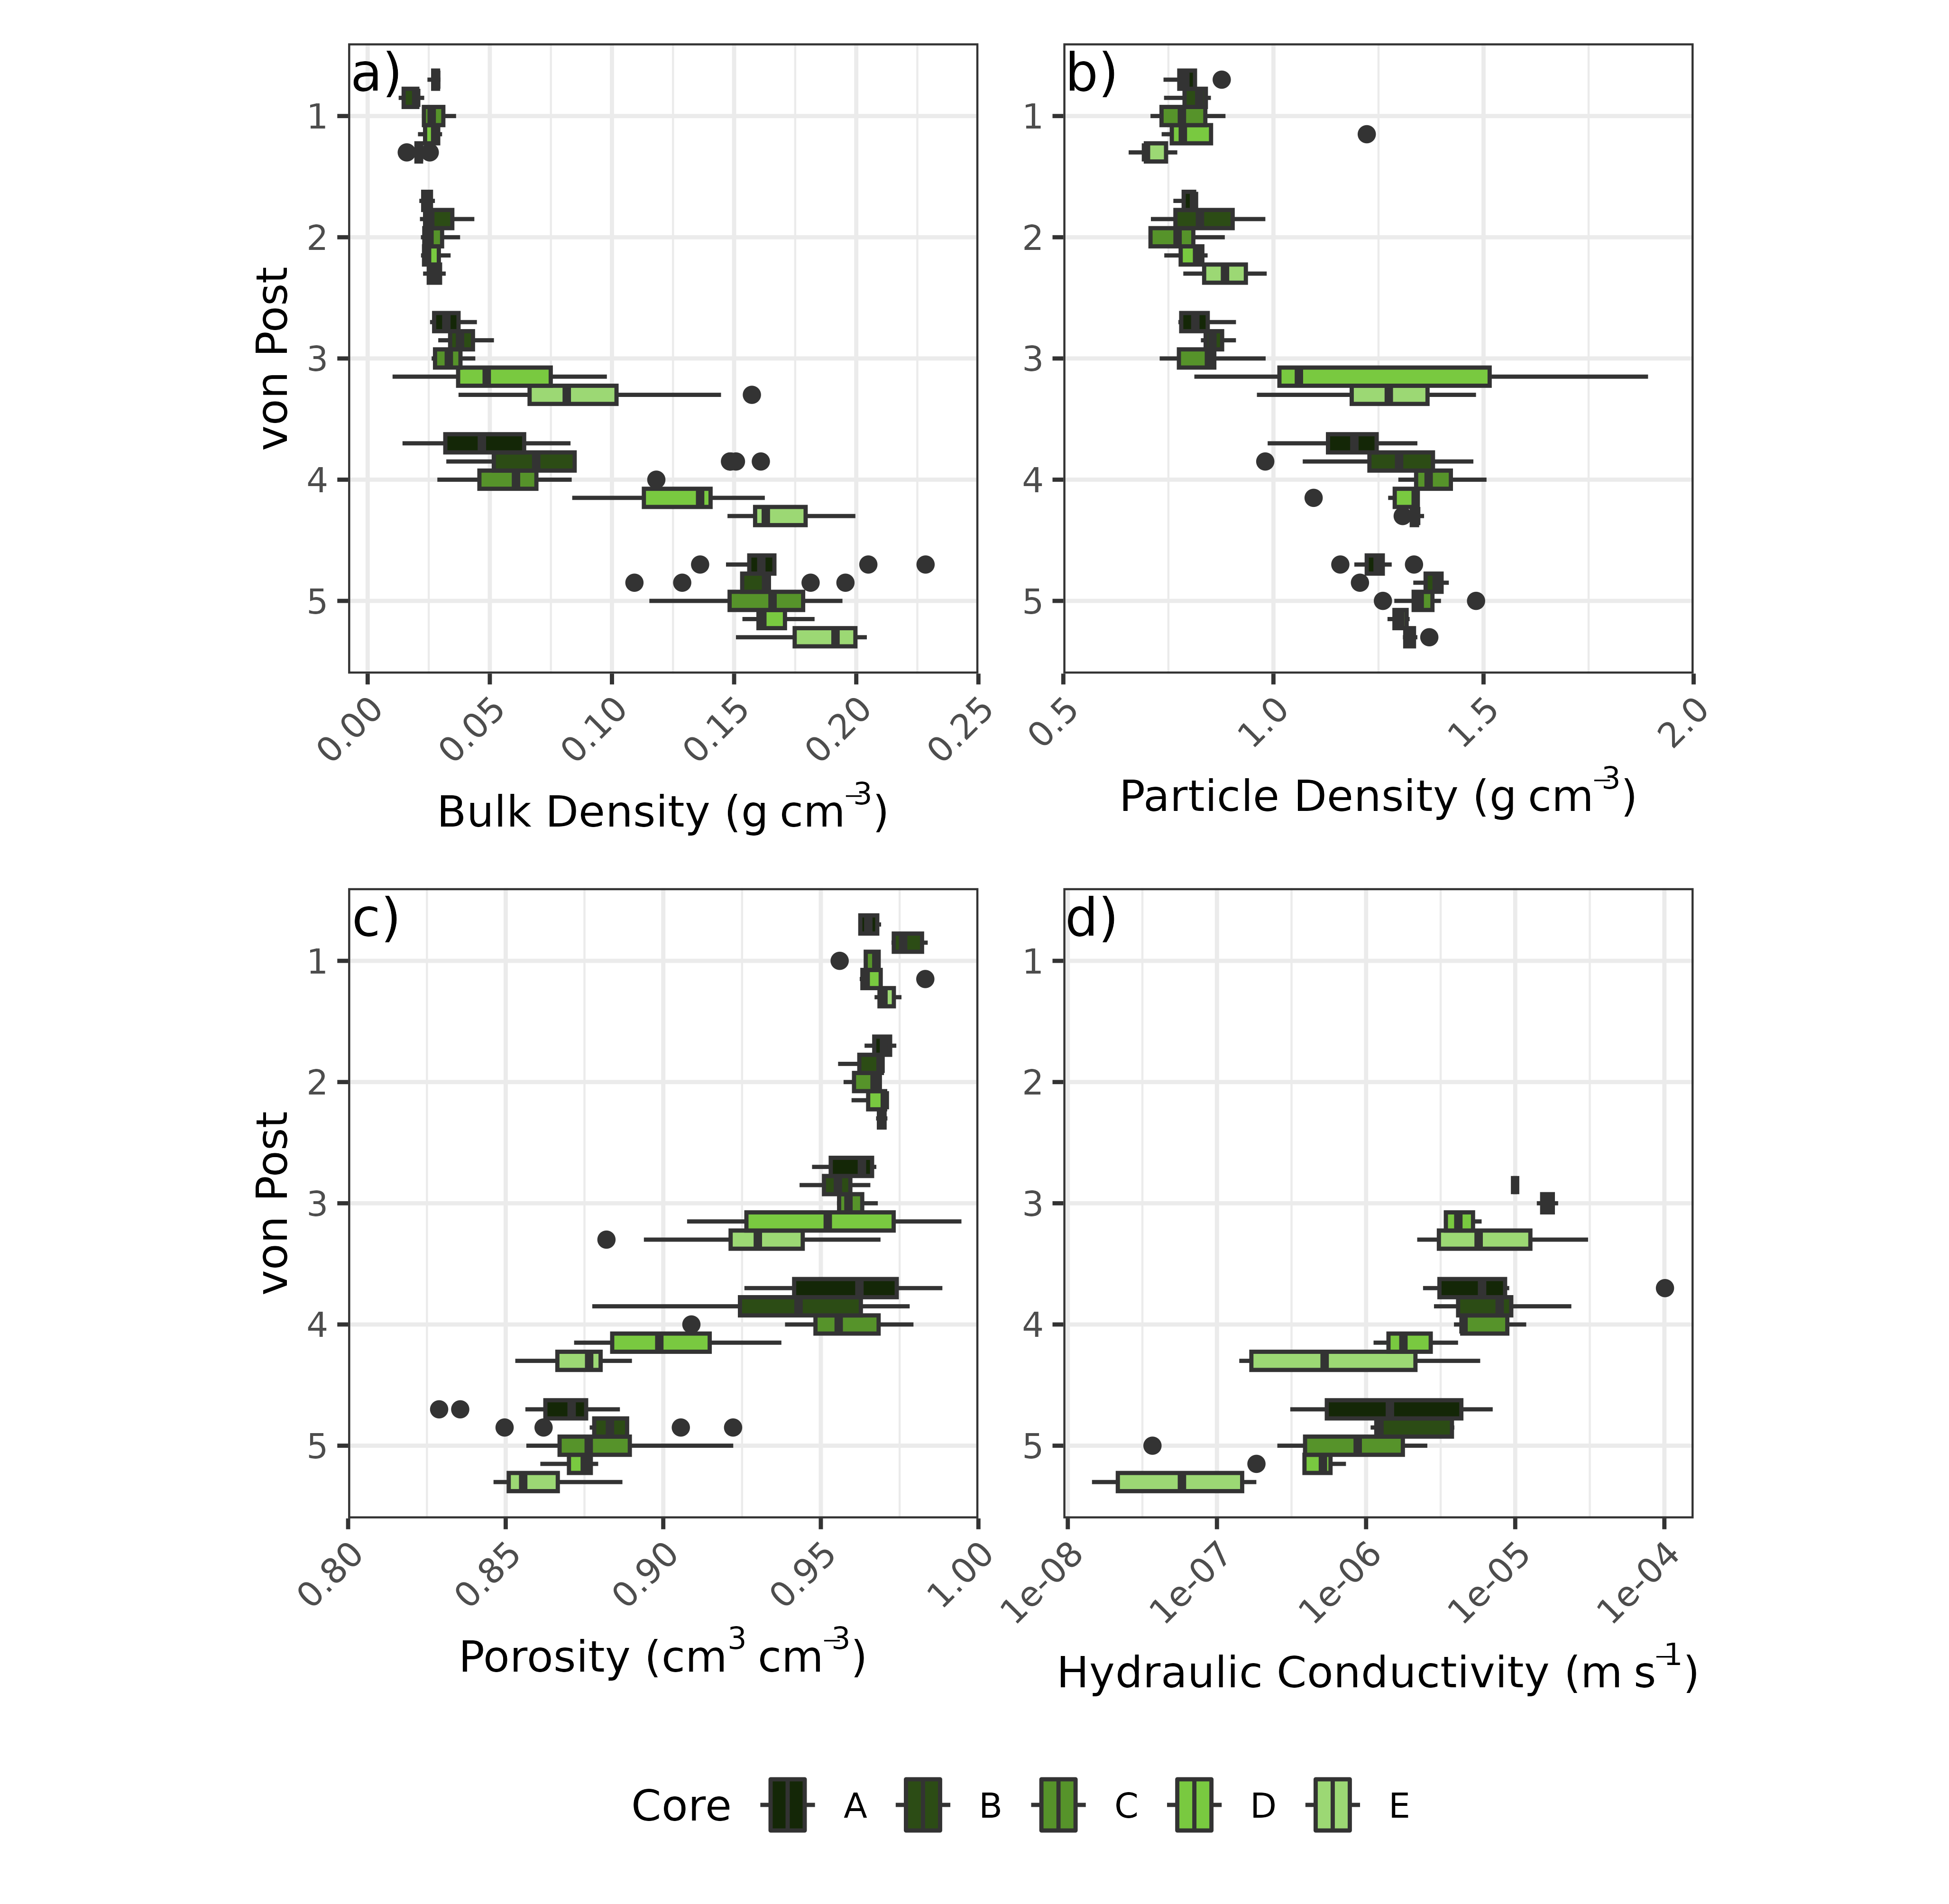 a)
b)
von Post
1
2
3
4
5
1
2
3
4
5
0.00
0.05
0.10
0.15
0.20
0.25
0.5
1.0
1.5
2.0
Bulk Density (g cm⁻³)
Particle Density (g cm⁻³)
c)
d)
von Post
1
2
3
4
5
1
2
3
4
5
0.80
0.85
0.90
0.95
1.00
1e-08
1e-07
1e-06
1e-05
1e-04
Porosity (cm³ cm⁻³)
Hydraulic Conductivity (m s⁻¹)
Core A B C D E